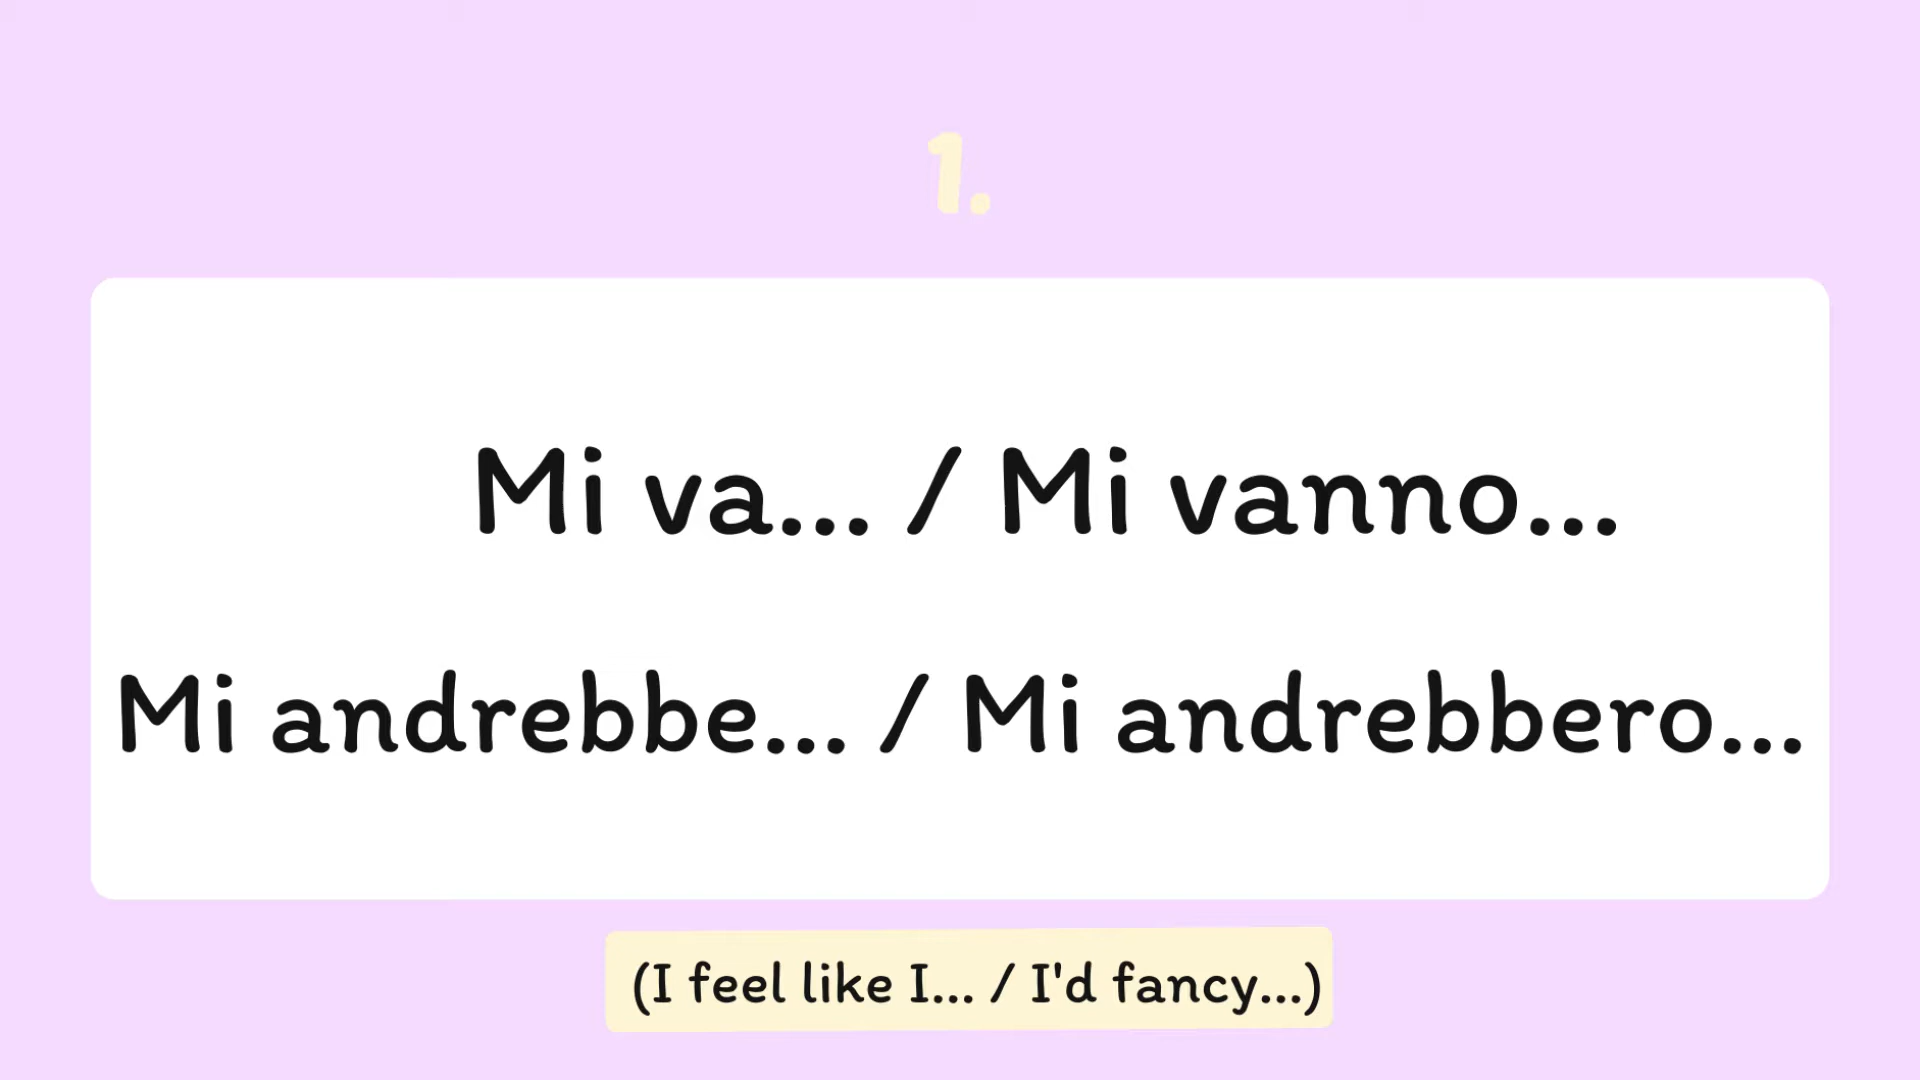 1.
Mi va... / Mi vanno...
Mi andrebbe... / Mi andrebbero...
(I feel like I... / I'd fancy...)